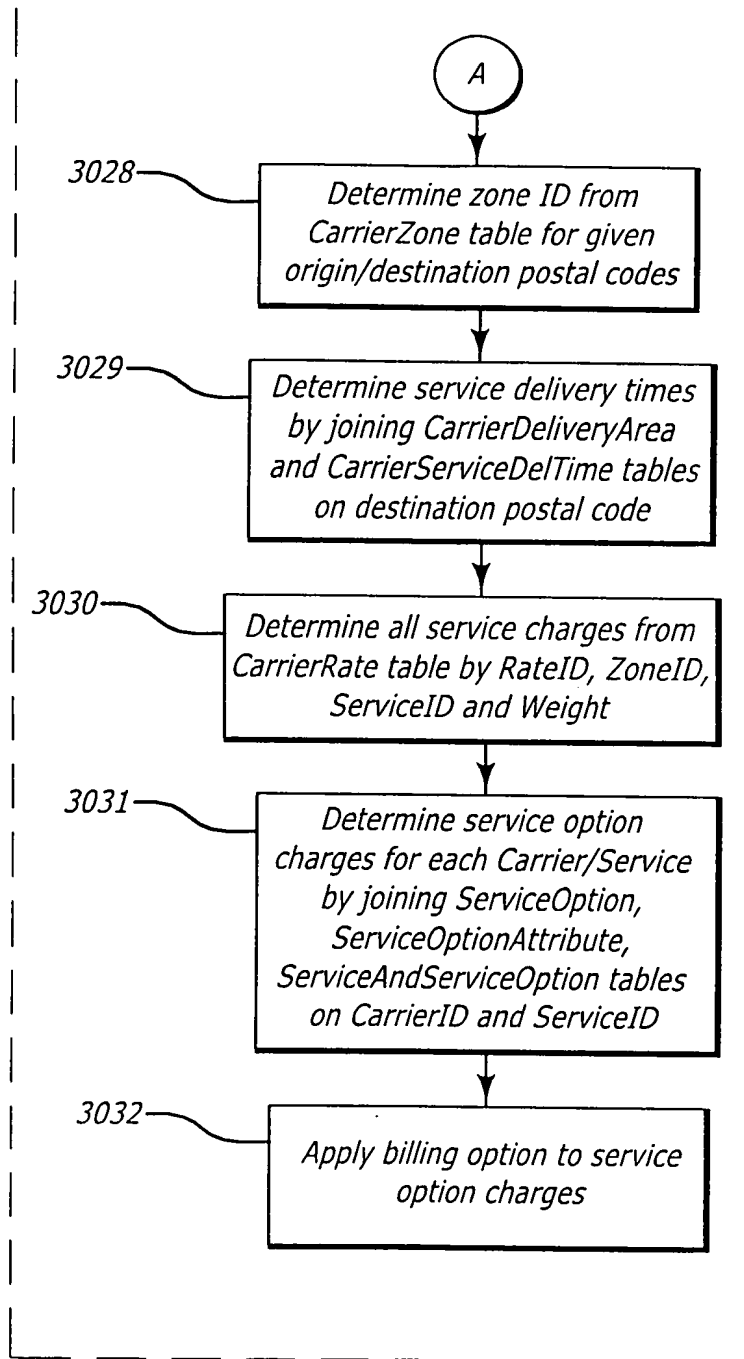 A
3028
Determine zone ID from
CarrierZone table for given
origin/destination postal codes
3029
Determine service delivery times
by joining CarrierDeliveryArea
and CarrierServiceDelTime tables
on destination postal code
3030
Determine all service charges from
CarrierRate table by RateID, ZoneID,
ServiceID and Weight
3031
Determine service option
charges for each Carrier/Service
by joining ServiceOption,
ServiceOptionAttribute,
ServiceAndServiceOption tables
on CarrierID and ServiceID
3032
Apply billing option to service
option charges